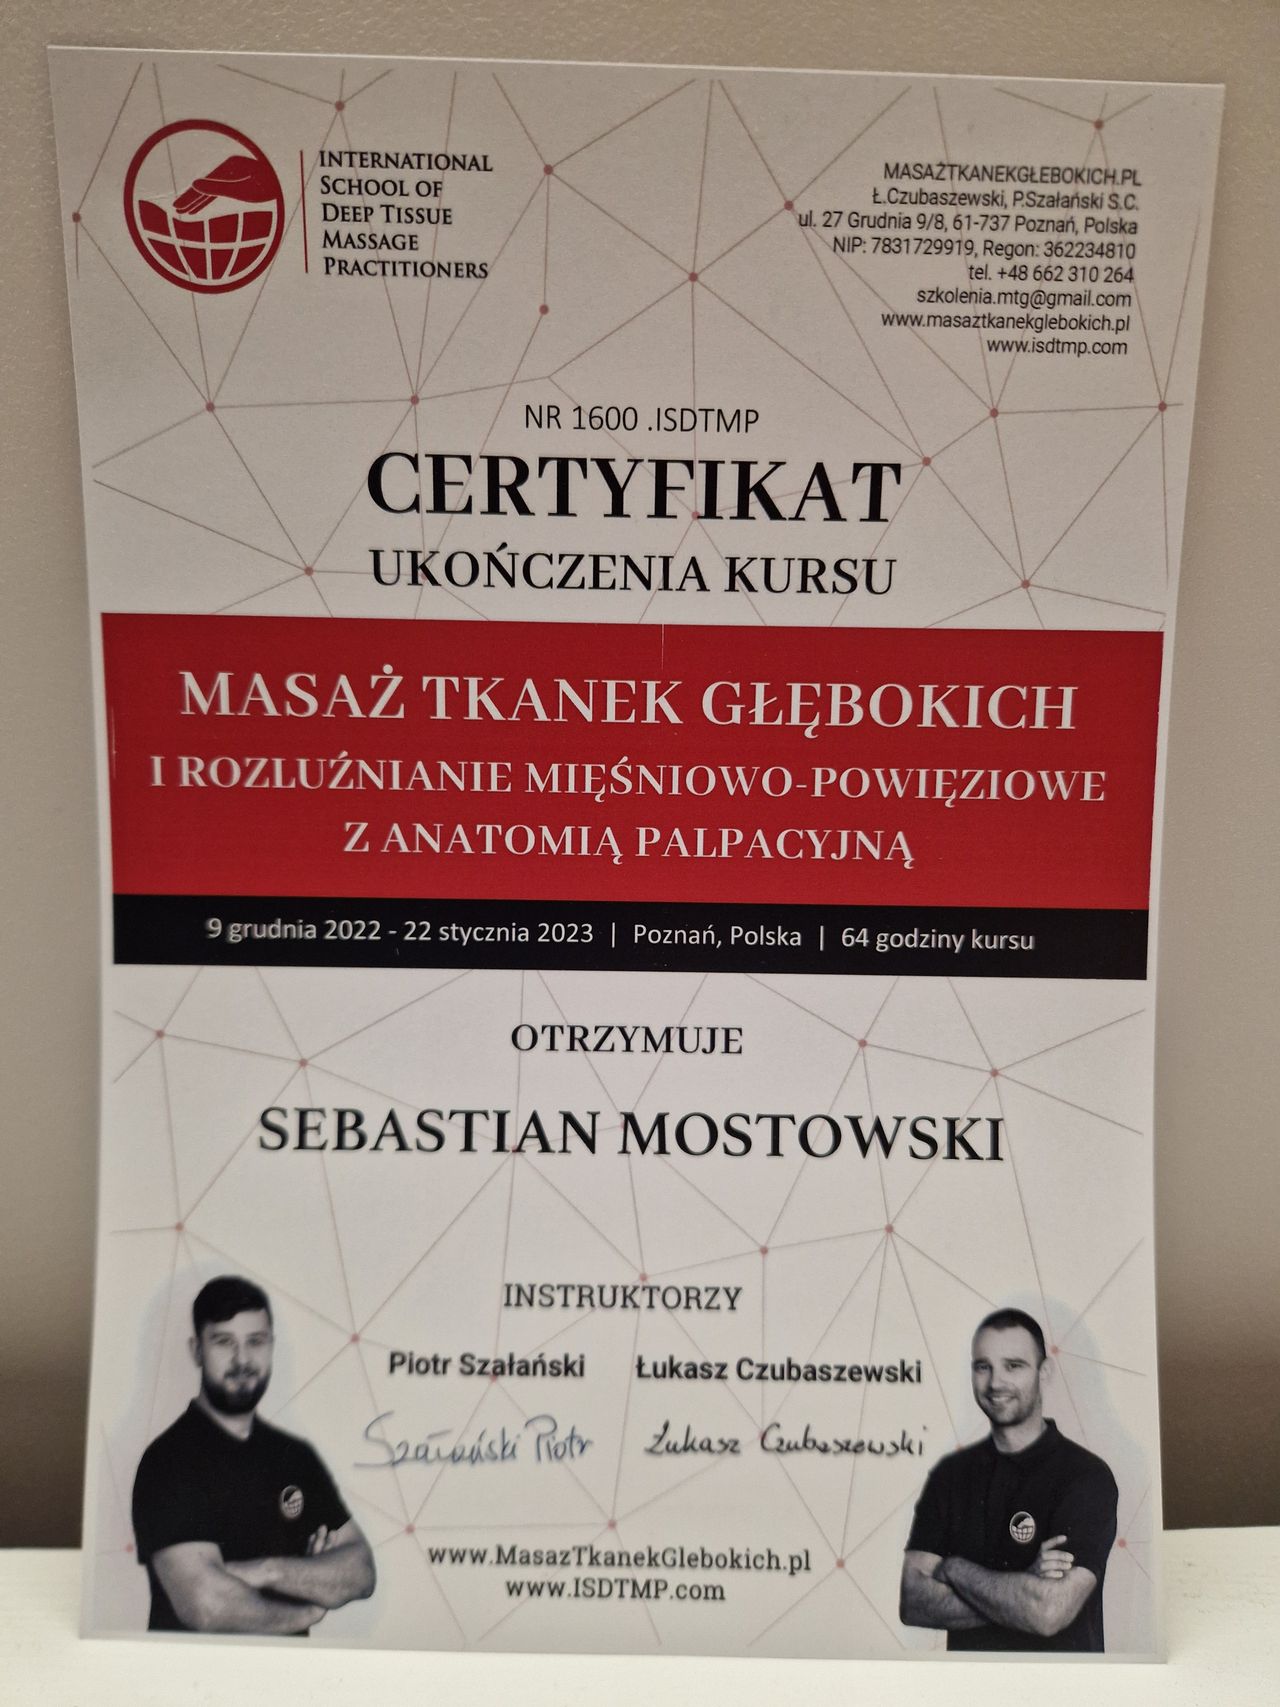 INTERNATIONAL
SCHOOL OF
DEEP TISSUE
MASSAGE
PRACTITIONERS
MASAŻTKANEKGŁEBOKICH.PL
Ł.Czubaszewski, P.Szałański S.C.
ul. 27 Grudnia 9/8, 61-737 Poznań, Polska
NIP: 7831729919, Regon: 362234810
tel. +48 662 310 264
szkolenia.mtg@gmail.com
www.masaztkanekglebokich.pl
www.isdtmp.com
NR 1600 .ISDTMP
CERTYFIKAT
UKOŃCZENIA KURSU
MASAŻ TKANEK GŁĘBOKICH
I ROZLUŹNIANIE MIĘŚNIOWO-POWIĘZIOWE
Z ANATOMIĄ PALPACYJNĄ
9 grudnia 2022 - 22 stycznia 2023 | Poznań, Polska | 64 godziny kursu
OTRZYMUJE
SEBASTIAN MOSTOWSKI
INSTRUKTORZY
Piotr Szałański Łukasz Czubaszewski
Szałański Piotr Łukasz Czubaszewski
www.MasazTkanekGlebokich.pl
www.ISDTMP.com